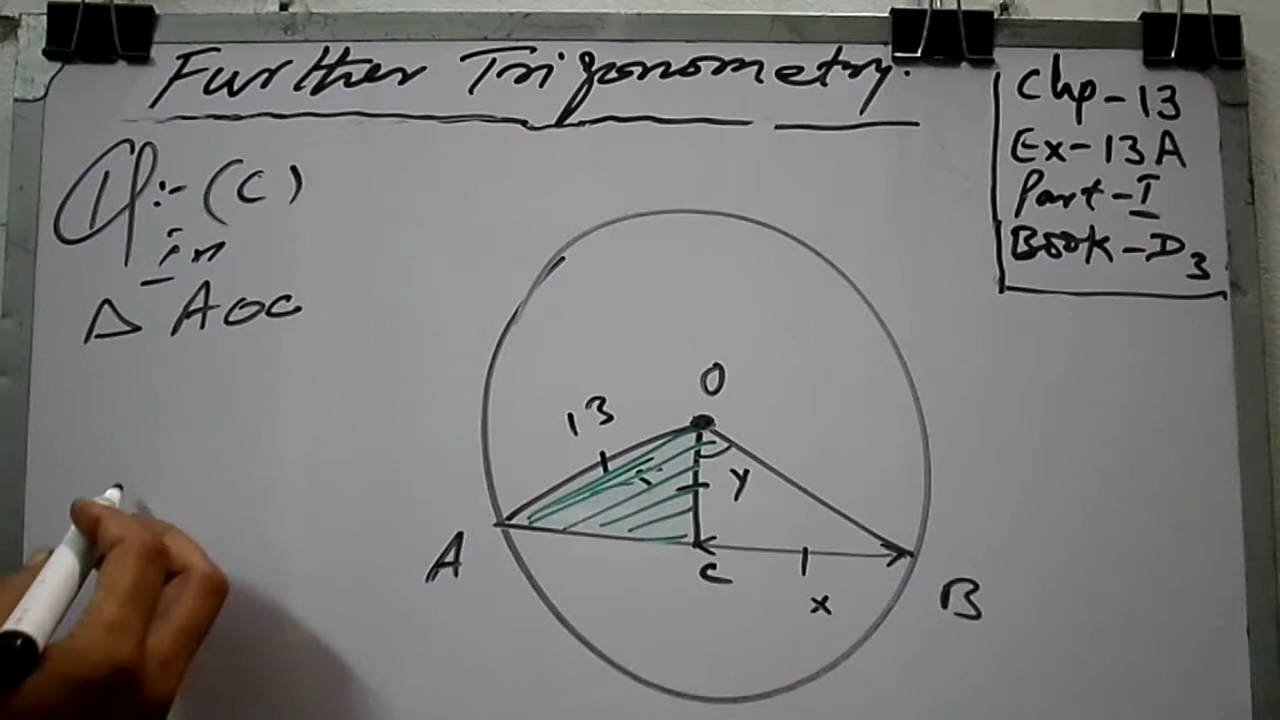 Further Trigonometry.
Chp-13
Ex-13A
Part-I
Book-D3
Q:-(C)
in
Δ AOC
O
13
y
A
C
x
B